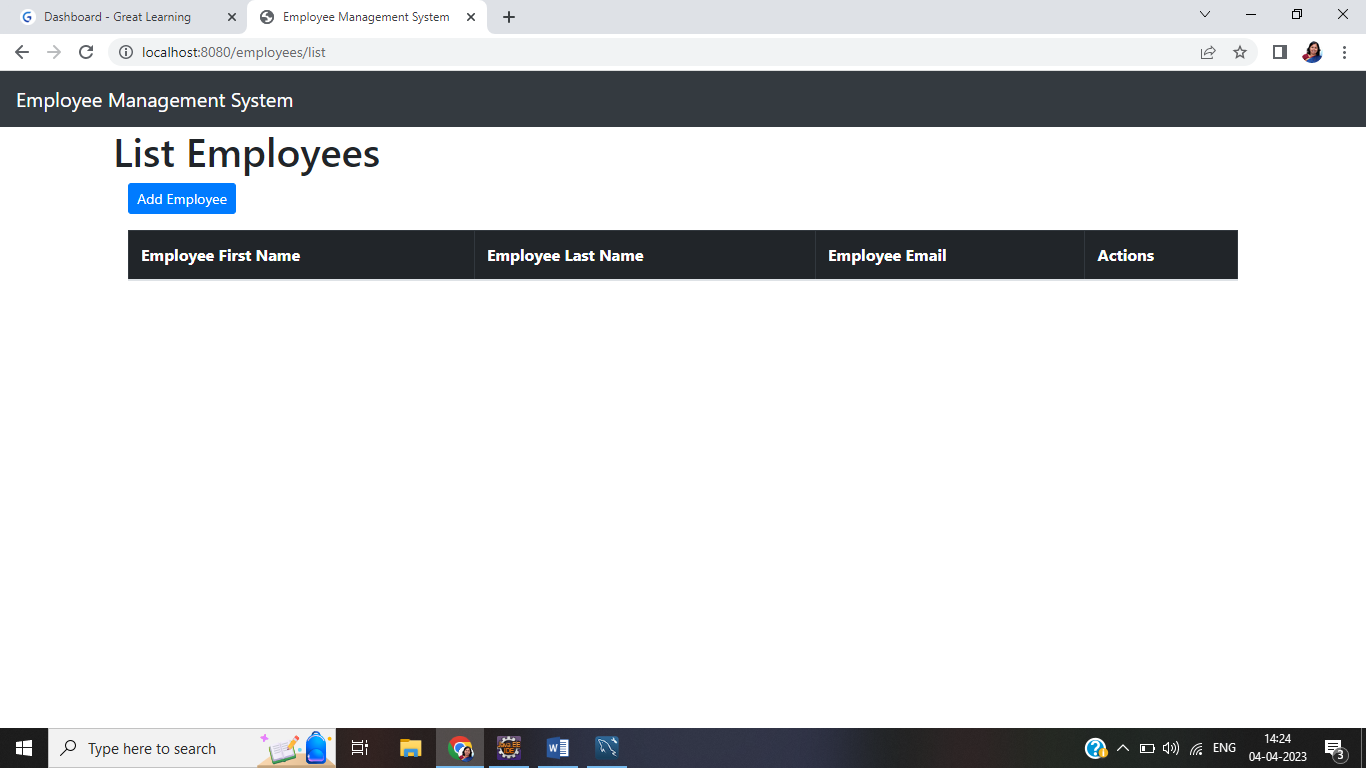 Dashboard - Great Learning
Employee Management System
localhost:8080/employees/list
Employee Management System
List Employees
Add Employee
Employee First Name Employee Last Name Employee Email Actions
Type here to search
ENG
14:24
04-04-2023
3